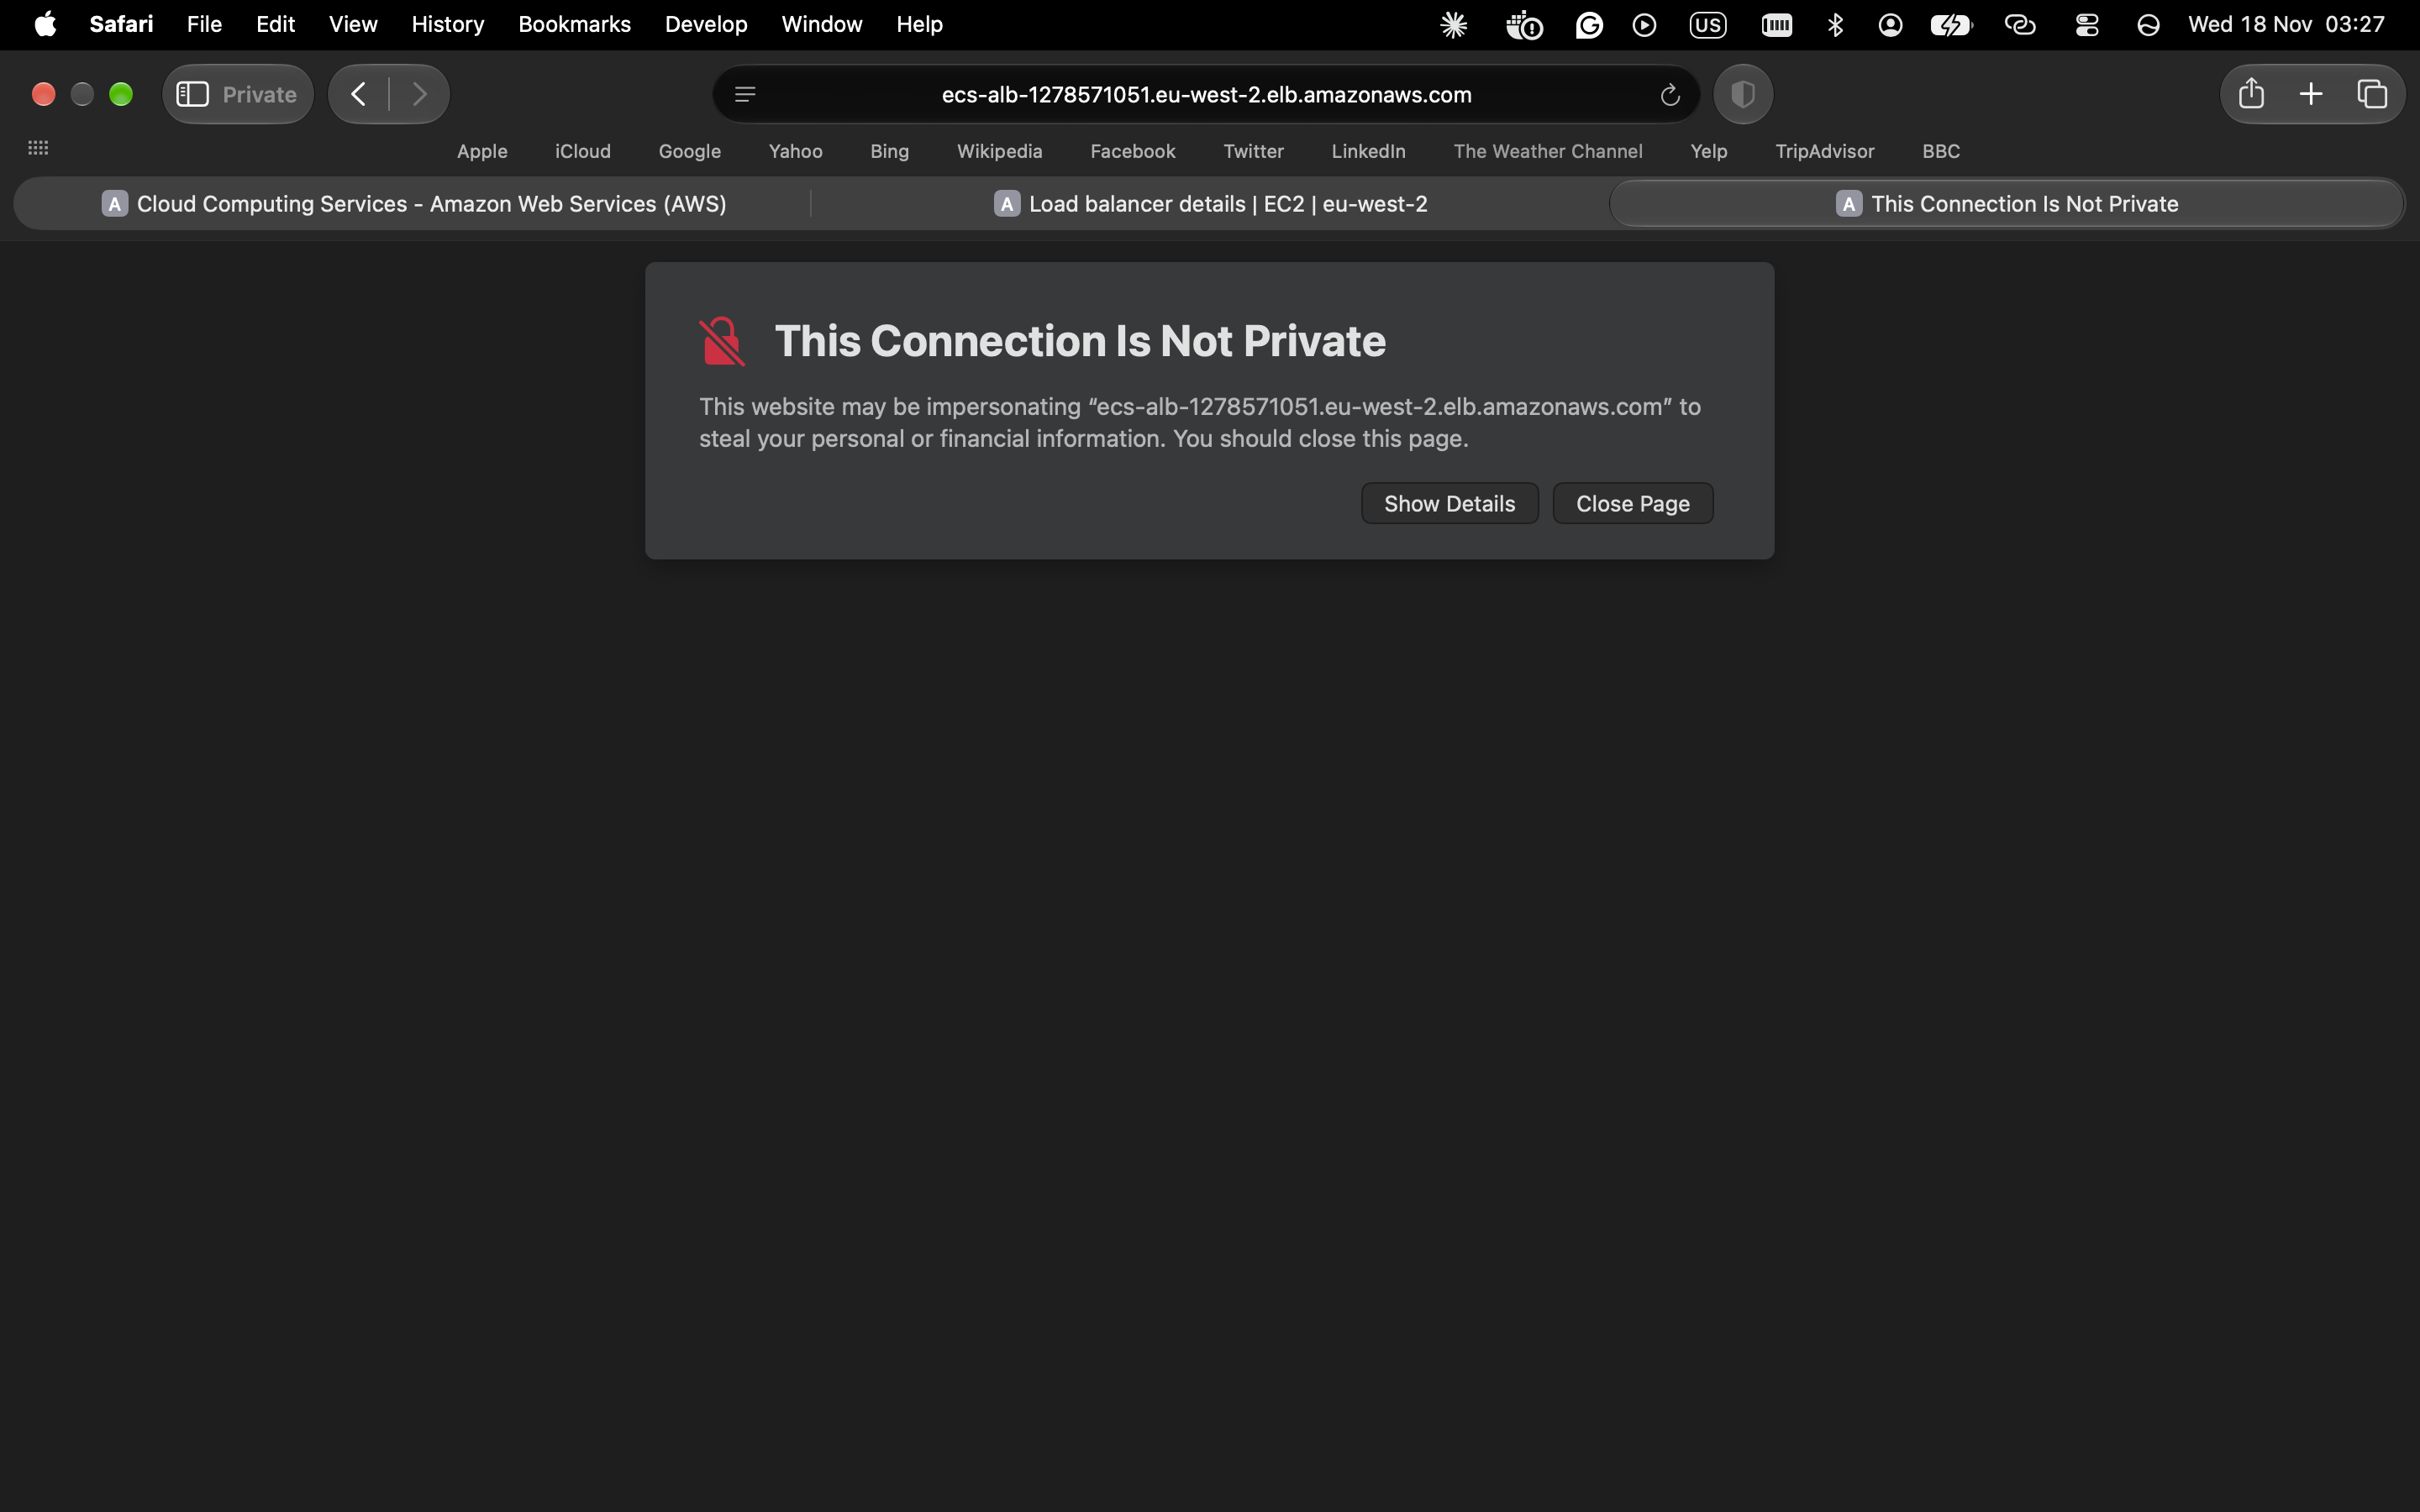 Safari File Edit View History Bookmarks Develop Window Help US Wed 18 Nov 03:27
Private ecs-alb-1278571051.eu-west-2.elb.amazonaws.com
Apple iCloud Google Yahoo Bing Wikipedia Facebook Twitter LinkedIn The Weather Channel Yelp TripAdvisor BBC
A Cloud Computing Services - Amazon Web Services (AWS) A Load balancer details | EC2 | eu-west-2 A This Connection Is Not Private
This Connection Is Not Private
This website may be impersonating “ecs-alb-1278571051.eu-west-2.elb.amazonaws.com” to
steal your personal or financial information. You should close this page.
Show Details Close Page